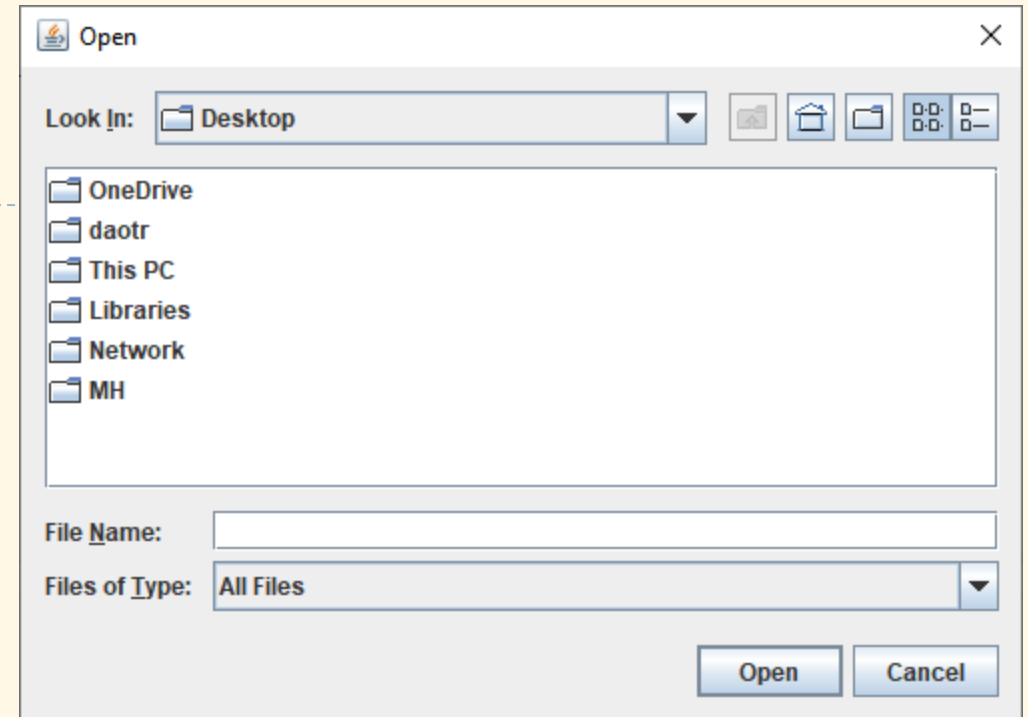 Open
Look In: Desktop
OneDrive
daotr
This PC
Libraries
Network
MH
File Name:
Files of Type: All Files
Open Cancel